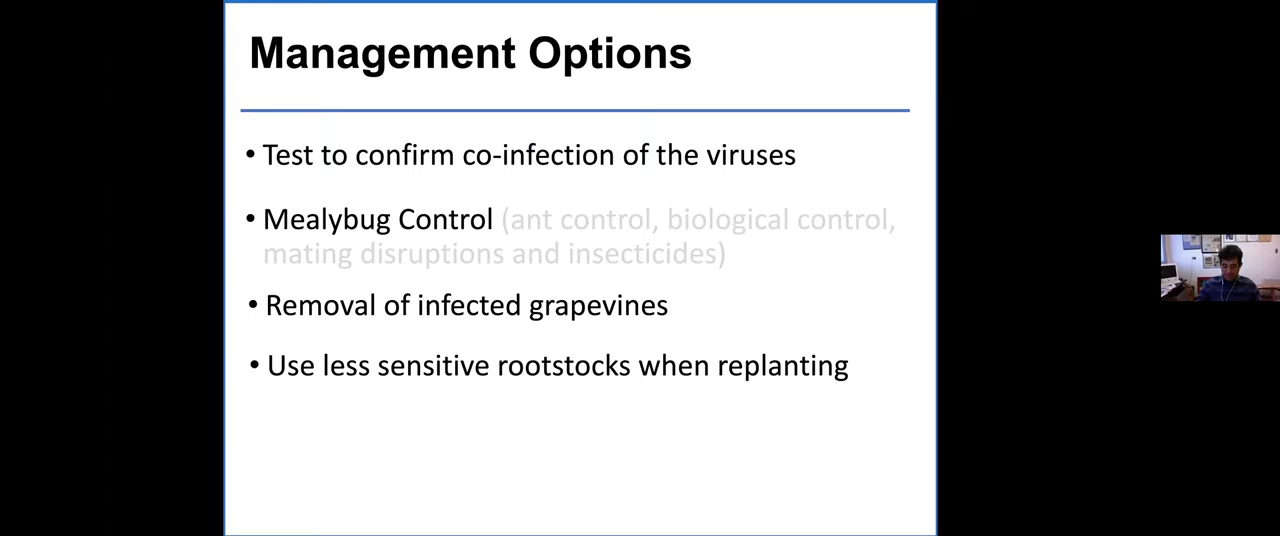 Management Options
• Test to confirm co-infection of the viruses
• Mealybug Control (ant control, biological control,
mating disruptions and insecticides)
• Removal of infected grapevines
• Use less sensitive rootstocks when replanting